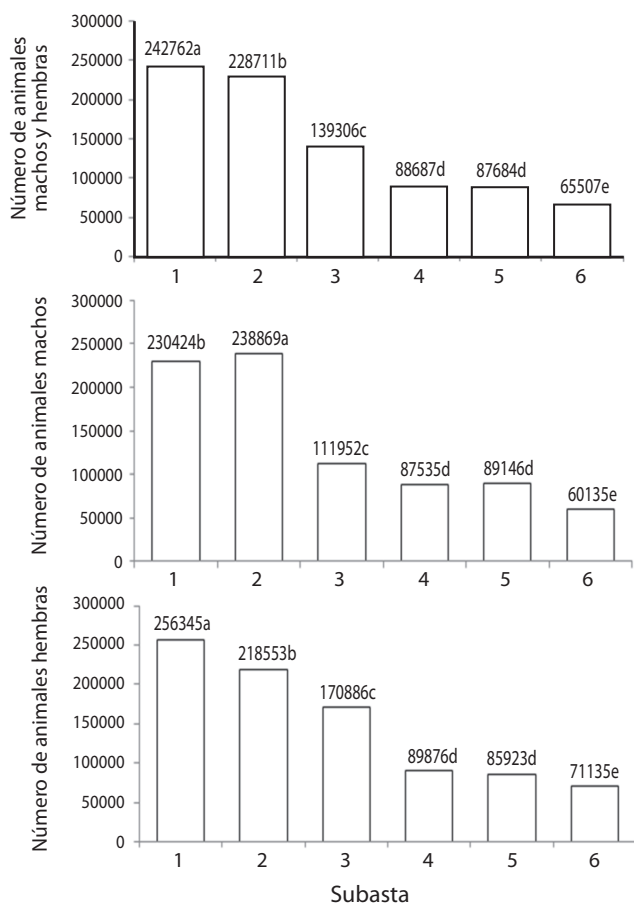 Número de animales
machos y hembras
300000
250000
200000
150000
100000
50000
0
242762a
228711b
139306c
88687d
87684d
65507e
1 2 3 4 5 6
Número de animales machos
300000
250000
200000
150000
100000
50000
0
230424b
238869a
111952c
87535d
89146d
60135e
1 2 3 4 5 6
Número de animales hembras
300000
250000
200000
150000
100000
50000
0
256345a
218553b
170886c
89876d
85923d
71135e
1 2 3 4 5 6
Subasta